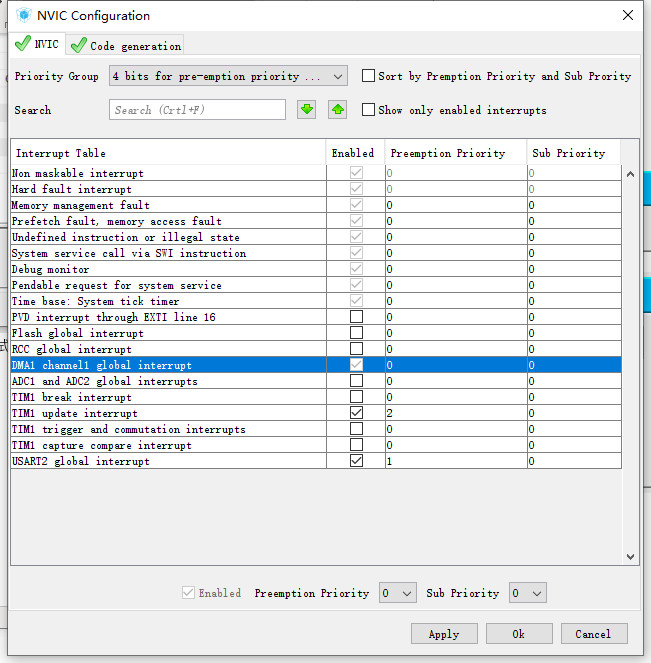 NVIC Configuration
NVIC Code generation
Priority Group 4 bits for pre-emption priority ... Sort by Premption Priority and Sub Prority
Search Search (Crtl+F) Show only enabled interrupts
Interrupt Table Enabled Preemption Priority Sub Priority
Non maskable interrupt 0 0
Hard fault interrupt 0 0
Memory management fault 0 0
Prefetch fault, memory access fault 0 0
Undefined instruction or illegal state 0 0
System service call via SWI instruction 0 0
Debug monitor 0 0
Pendable request for system service 0 0
Time base: System tick timer 0 0
PVD interrupt through EXTI line 16 0 0
Flash global interrupt 0 0
RCC global interrupt 0 0
DMA1 channel1 global interrupt 0 0
ADC1 and ADC2 global interrupts 0 0
TIM1 break interrupt 0 0
TIM1 update interrupt 2 0
TIM1 trigger and commutation interrupts 0 0
TIM1 capture compare interrupt 0 0
USART2 global interrupt 1 0
Enabled Preemption Priority 0 Sub Priority 0
Apply Ok Cancel